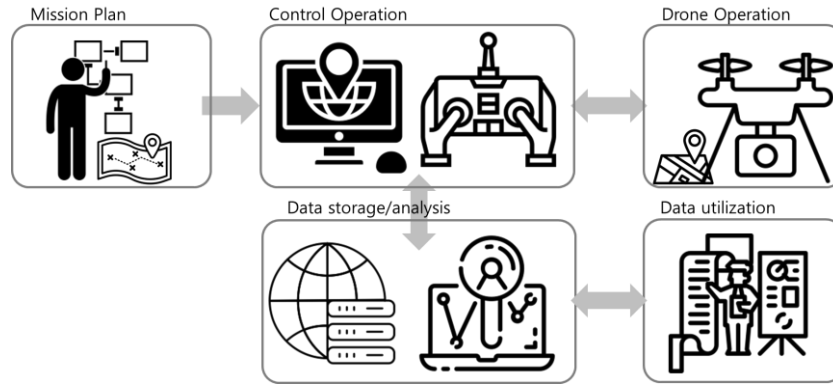 Mission Plan
Control Operation
Drone Operation
Data storage/analysis
Data utilization